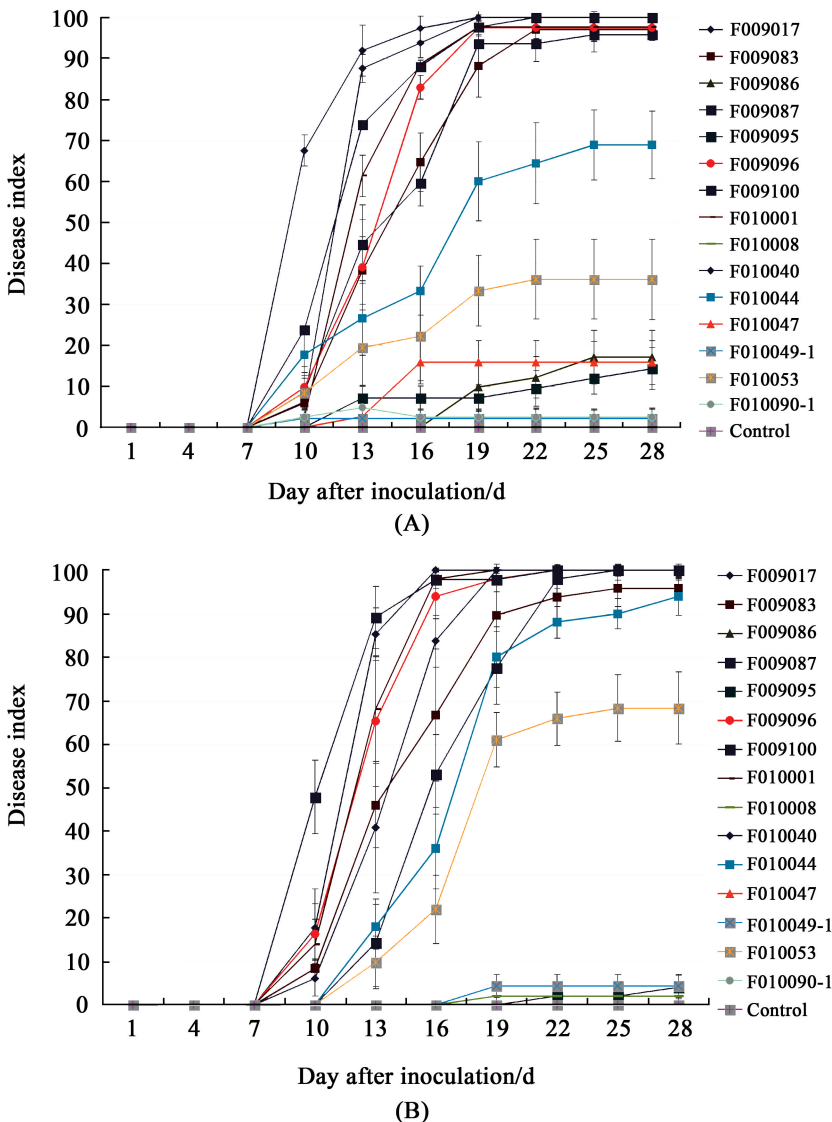 100
90
80
70
60
50
40
30
20
10
0
Disease index
1 4 7 10 13 16 19 22 25 28
Day after inoculation/d
(A)
F009017
F009083
F009086
F009087
F009095
F009096
F009100
F010001
F010008
F010040
F010044
F010047
F010049-1
F010053
F010090-1
Control
100
90
80
70
60
50
40
30
20
10
0
Disease index
1 4 7 10 13 16 19 22 25 28
Day after inoculation/d
(B)
F009017
F009083
F009086
F009087
F009095
F009096
F009100
F010001
F010008
F010040
F010044
F010047
F010049-1
F010053
F010090-1
Control